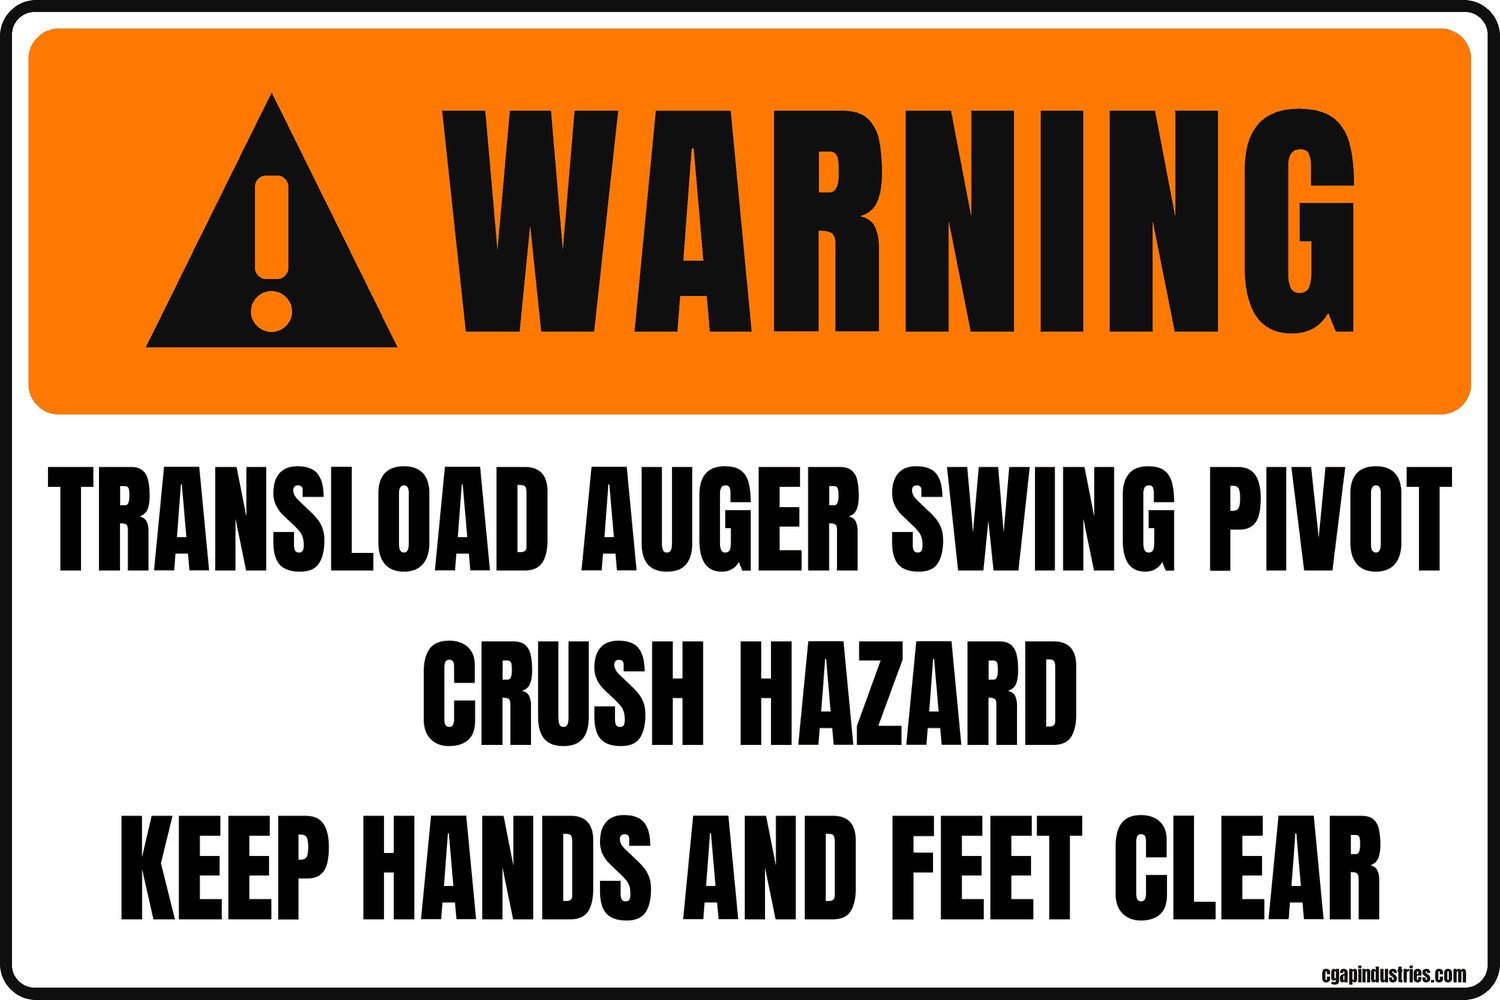 WARNING
TRANSLOAD AUGER SWING PIVOT
CRUSH HAZARD
KEEP HANDS AND FEET CLEAR
cgapindustries.com